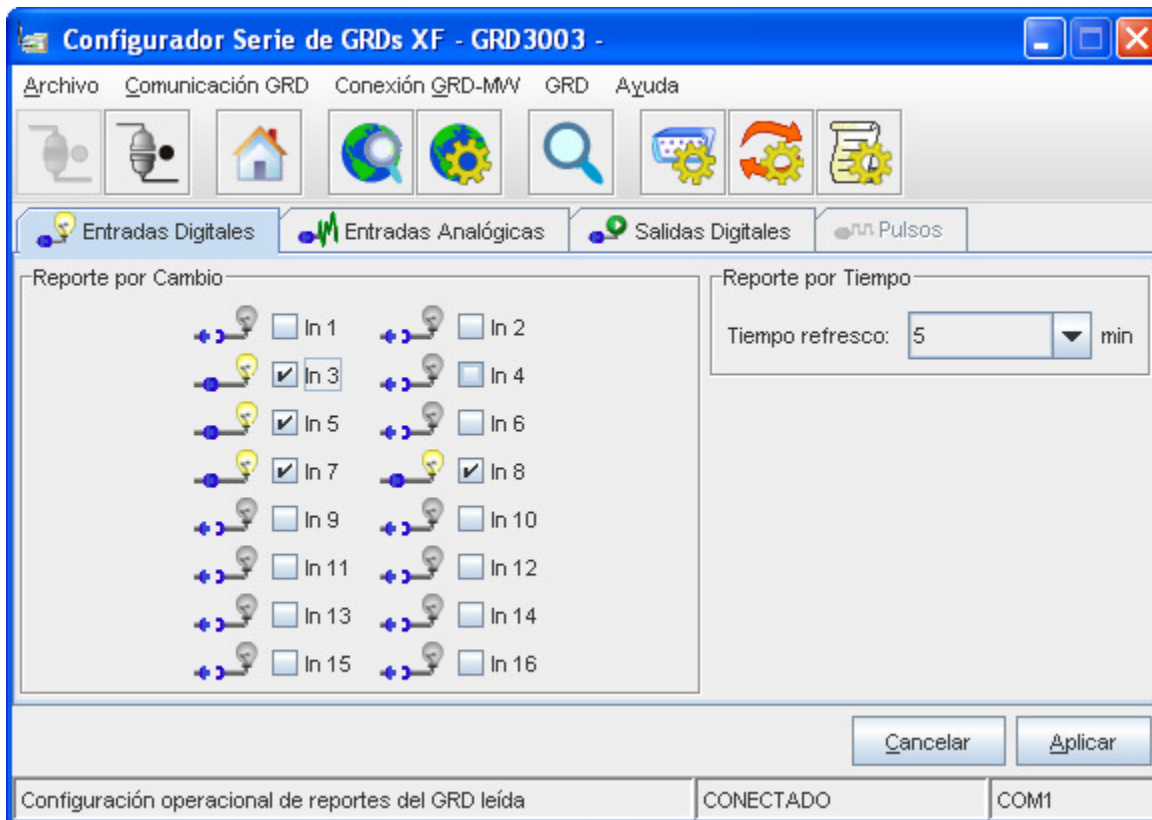 Configurador Serie de GRDs XF - GRD3003 -
Archivo Comunicación GRD Conexión GRD-MW GRD Ayuda
Entradas Digitales Entradas Analógicas Salidas Digitales Pulsos
Reporte por Cambio Reporte por Tiempo
In 1 In 2
Tiempo refresco: 5 min
In 3 In 4
In 5 In 6
In 7 In 8
In 9 In 10
In 11 In 12
In 13 In 14
In 15 In 16
Cancelar Aplicar
Configuración operacional de reportes del GRD leída CONECTADO COM1